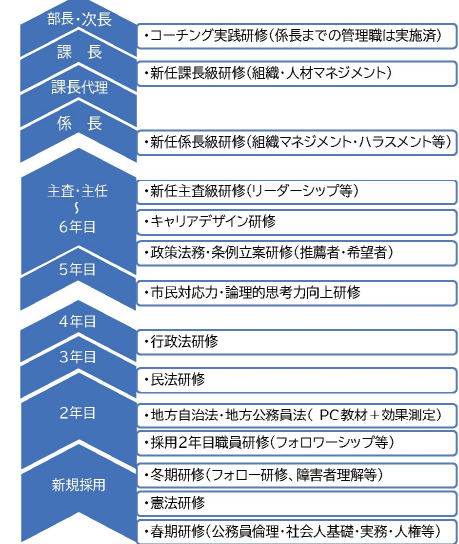 部長・次長
・コーチング実践研修（係長までの管理職は実施済）
課　長
・新任課長級研修（組織・人材マネジメント）
課長代理
係　長
・新任係長級研修（組織マネジメント・ハラスメント等）
主査・主任
～
6年目
・新任主査級研修（リーダーシップ等）
・キャリアデザイン研修
・政策法務・条例立案研修（推薦者・希望者）
5年目
・市民対応力・論理的思考力向上研修
4年目
・行政法研修
3年目
・民法研修
2年目
・地方自治法・地方公務員法（ PC教材＋効果測定）
・採用2年目職員研修（フォロワーシップ等）
新規採用
・冬期研修（フォロー研修、障害者理解等）
・憲法研修
・春期研修（公務員倫理・社会人基礎・実務・人権等）